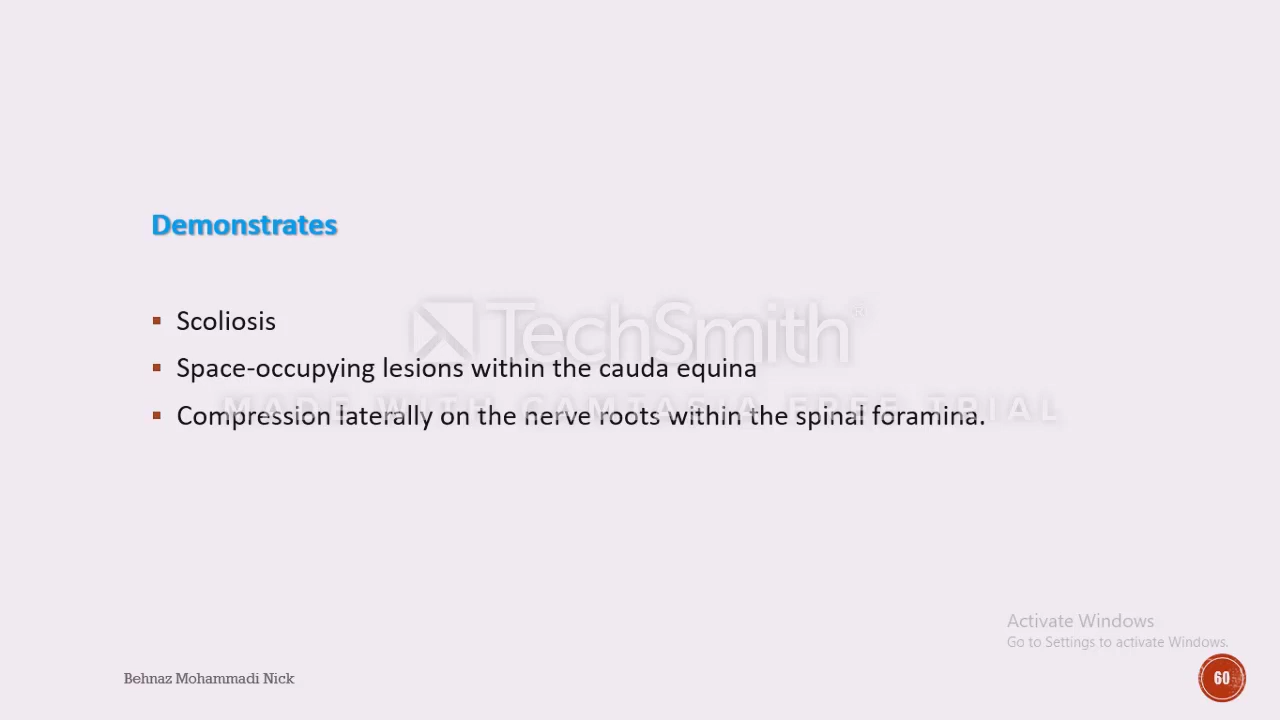 Demonstrates
Scoliosis
TechSmith®
Space-occupying lesions within the cauda equina
MADE WITH CAMTASIA FREE TRIAL
Compression laterally on the nerve roots within the spinal foramina.
Activate Windows
Go to Settings to activate Windows.
Behnaz Mohammadi Nick
60